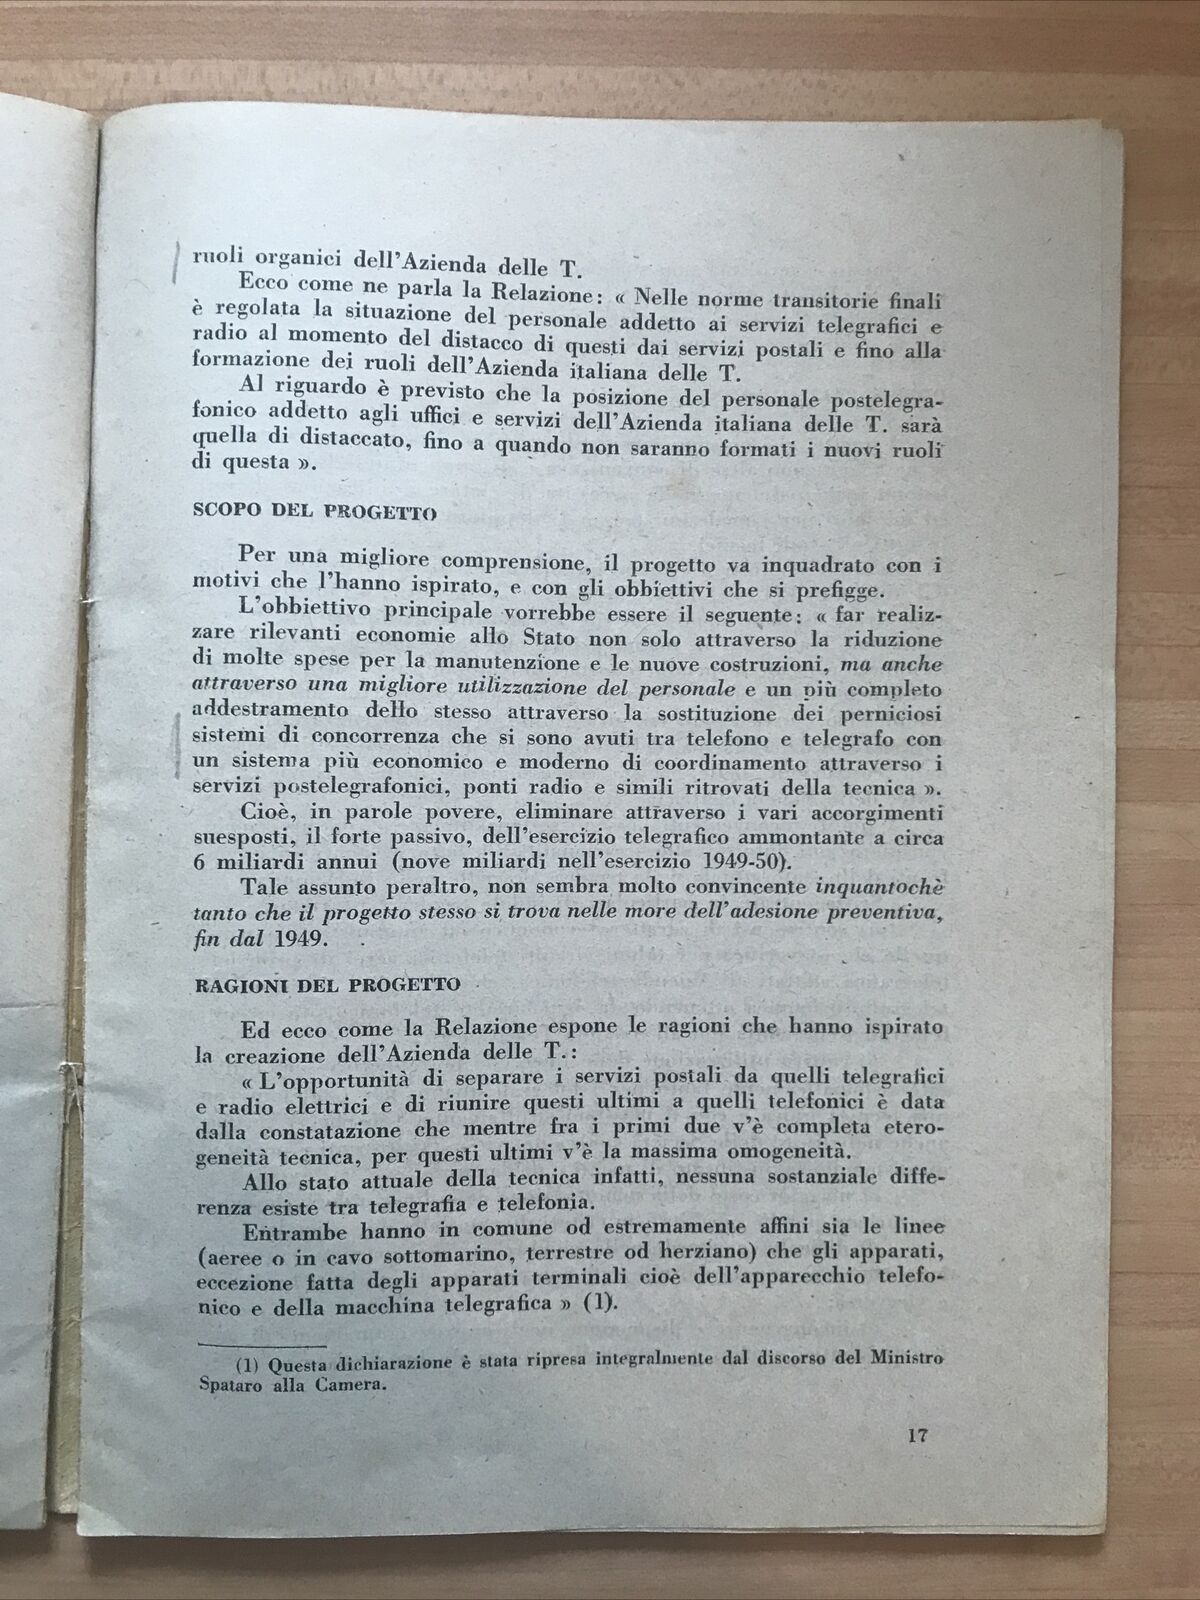 ruoli organici dell'Azienda delle T.
Ecco come ne parla la Relazione: « Nelle norme transitorie finali
è regolata la situazione del personale addetto ai servizi telegrafici e
radio al momento del distacco di questi dai servizi postali e fino alla
formazione dei ruoli dell'Azienda italiana delle T.
Al riguardo è previsto che la posizione del personale postelegra-
fonico addetto agli uffici e servizi dell'Azienda italiana delle T. sarà
quella di distaccato, fino a quando non saranno formati i nuovi ruoli
di questa ».
SCOPO DEL PROGETTO
Per una migliore comprensione, il progetto va inquadrato con i
motivi che l'hanno ispirato, e con gli obbiettivi che si prefigge.
L'obbiettivo principale vorrebbe essere il seguente: « far realiz-
zare rilevanti economie allo Stato non solo attraverso la riduzione
di molte spese per la manutenzione e le nuove costruzioni, ma anche
attraverso una migliore utilizzazione del personale e un più completo
addestramento dello stesso attraverso la sostituzione dei perniciosi
sistemi di concorrenza che si sono avuti tra telefono e telegrafo con
un sistema più economico e moderno di coordinamento attraverso i
servizi postelegrafonici, ponti radio e simili ritrovati della tecnica ».
Cioè, in parole povere, eliminare attraverso i vari accorgimenti
suesposti, il forte passivo, dell'esercizio telegrafico ammontante a circa
6 miliardi annui (nove miliardi nell'esercizio 1949-50).
Tale assunto peraltro, non sembra molto convincente inquantochè
tanto che il progetto stesso si trova nelle more dell'adesione preventiva,
fin dal 1949.
RAGIONI DEL PROGETTO
Ed ecco come la Relazione espone le ragioni che hanno ispirato
la creazione dell'Azienda delle T.:
« L'opportunità di separare i servizi postali da quelli telegrafici
e radio elettrici e di riunire questi ultimi a quelli telefonici è data
dalla constatazione che mentre fra i primi due v'è completa etero-
geneità tecnica, per questi ultimi v'è la massima omogeneità.
Allo stato attuale della tecnica infatti, nessuna sostanziale diffe-
renza esiste tra telegrafia e telefonia.
Entrambe hanno in comune od estremamente affini sia le linee
(aeree o in cavo sottomarino, terrestre od herziano) che gli apparati,
eccezione fatta degli apparati terminali cioè dell'apparecchio telefo-
nico e della macchina telegrafica » (1).
(1) Questa dichiarazione è stata ripresa integralmente dal discorso del Ministro
Spataro alla Camera.
17